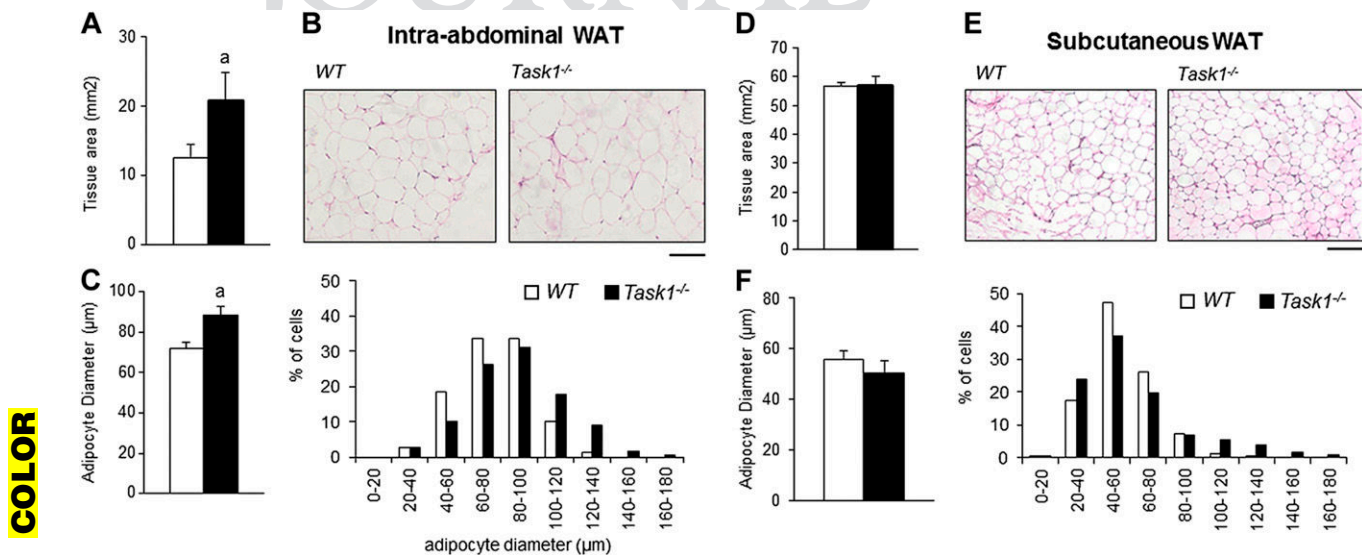 JOURNAL
A
30
20
10
0
Tissue area (mm2)
a
B
Intra-abdominal WAT
WT
Task1-/-
D
70
60
50
40
30
20
10
0
Tissue area (mm2)
E
Subcutaneous WAT
WT
Task1-/-
C
100
80
60
40
20
0
Adipocyte Diameter (µm)
a
50
40
30
20
10
0
% of cells
WT
Task1-/-
0-20
20-40
40-60
60-80
80-100
100-120
120-140
140-160
160-180
adipocyte diameter (µm)
F
80
60
40
20
0
Adipocyte Diameter (µm)
50
40
30
20
10
0
% of cells
WT
Task1-/-
0-20
20-40
40-60
60-80
80-100
100-120
120-140
140-160
160-180
COLOR